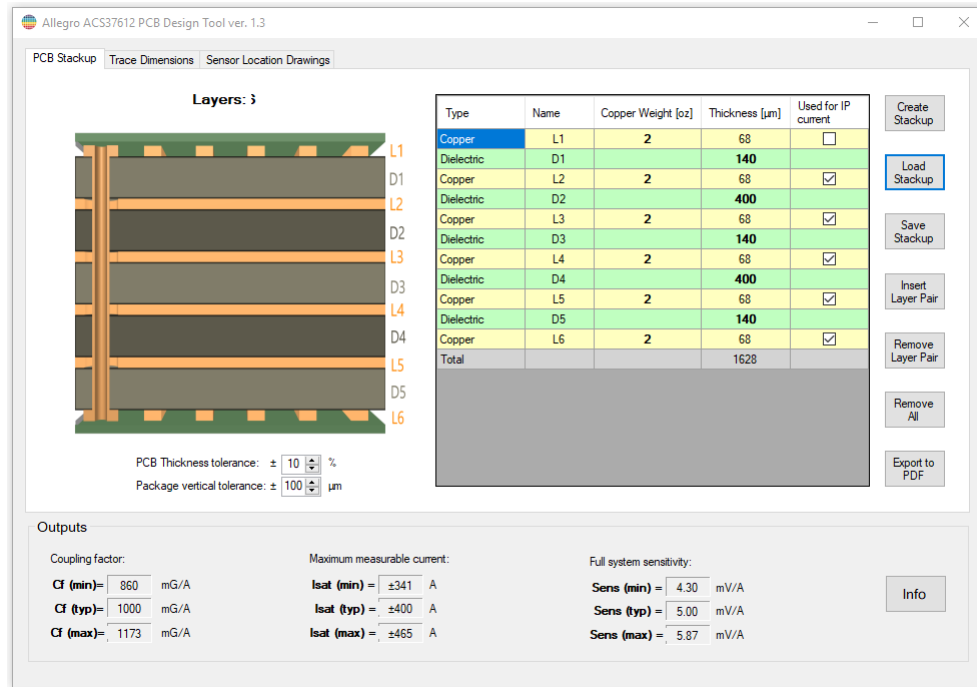 Allegro ACS37612 PCB Design Tool ver. 1.3
PCB Stackup Trace Dimensions Sensor Location Drawings
Layers:
L1
D1
L2
D2
L3
D3
L4
D4
L5
D5
L6
PCB Thickness tolerance: ± 10 %
Package vertical tolerance: ± 100 µm
Type Name Copper Weight [oz] Thickness [µm] Used for IP current
Copper L1 2 68
Dielectric D1 140
Copper L2 2 68
Dielectric D2 400
Copper L3 2 68
Dielectric D3 140
Copper L4 2 68
Dielectric D4 400
Copper L5 2 68
Dielectric D5 140
Copper L6 2 68
Total 1628
Create
Stackup
Load
Stackup
Save
Stackup
Insert
Layer Pair
Remove
Layer Pair
Remove
All
Export to
PDF
Outputs
Coupling factor:
Cf (min)= 860 mG/A
Cf (typ)= 1000 mG/A
Cf (max)= 1173 mG/A
Maximum measurable current:
Isat (min) = ±341 A
Isat (typ) = ±400 A
Isat (max) = ±465 A
Full system sensitivity:
Sens (min) = 4.30 mV/A
Sens (typ) = 5.00 mV/A
Sens (max) = 5.87 mV/A
Info